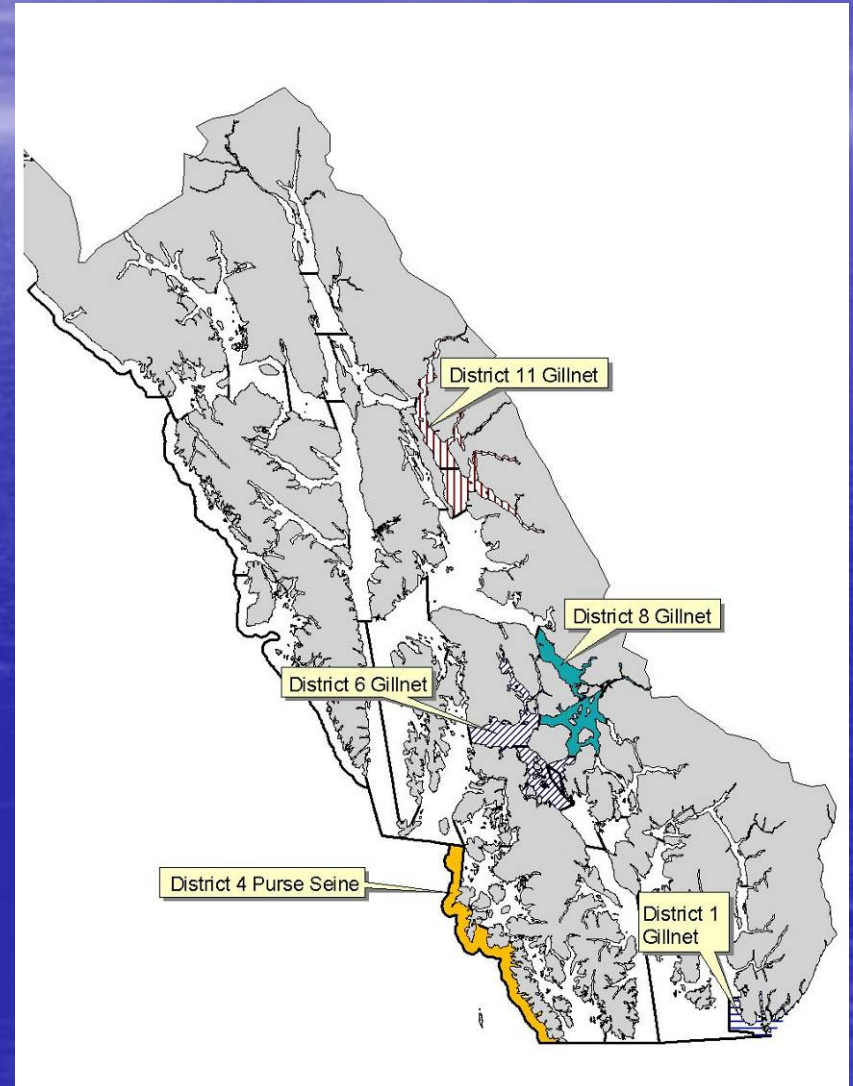 District 11 Gillnet
District 8 Gillnet
District 6 Gillnet
District 4 Purse Seine
District 1
Gillnet